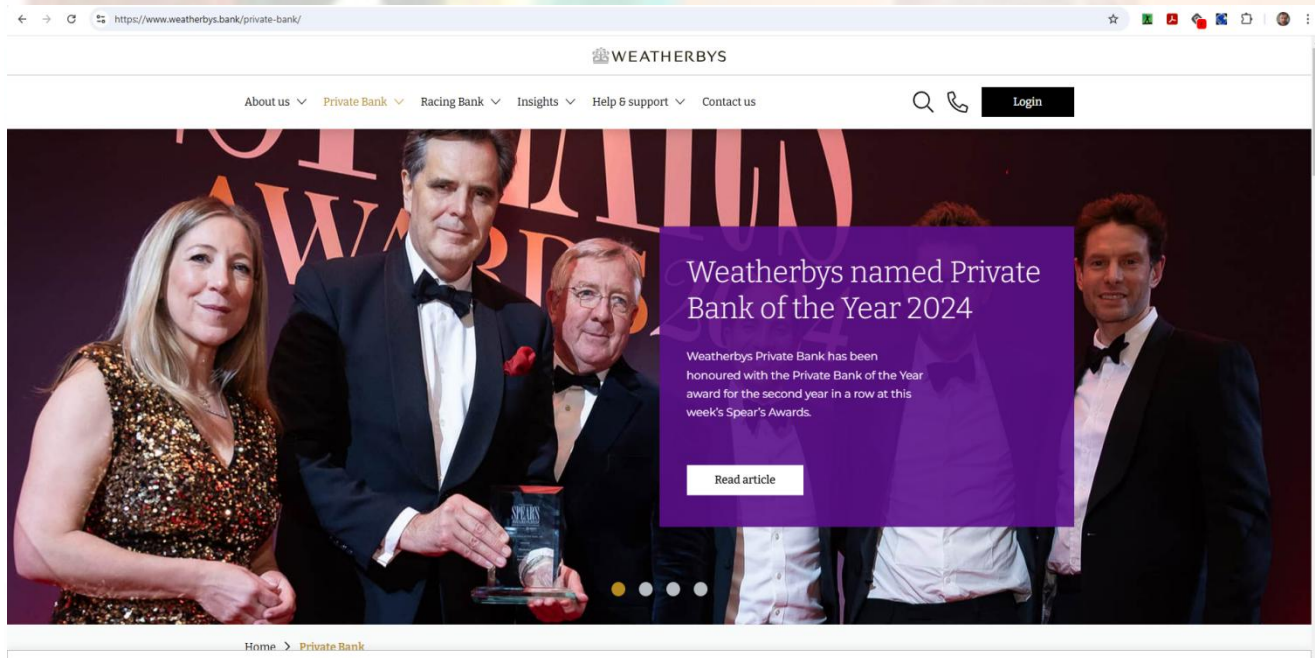 https://www.weatherbys.bank/private-bank/
WEATHERBYS
About us
Private Bank
Racing Bank
Insights
Help & support
Contact us
Login
AWARDS
2024
Weatherbys named Private
Bank of the Year 2024
Weatherbys Private Bank has been
honoured with the Private Bank of the Year
award for the second year in a row at this
week's Spear's Awards.
Read article
SPEAR'S
Home > Private Bank